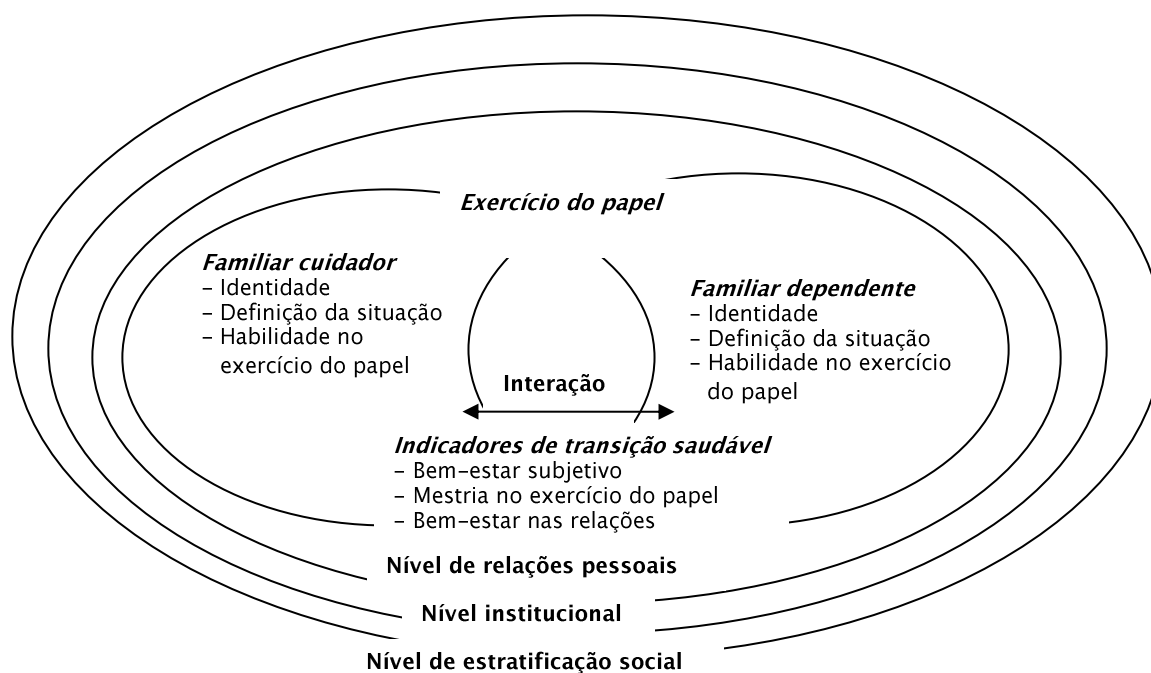 Exercício do papel
Familiar cuidador
– Identidade
– Definição da situação
– Habilidade no
exercício do papel
Familiar dependente
– Identidade
– Definição da situação
– Habilidade no exercício
do papel
Interação
Indicadores de transição saudável
– Bem-estar subjetivo
– Mestria no exercício do papel
– Bem-estar nas relações
Nível de relações pessoais
Nível institucional
Nível de estratificação social